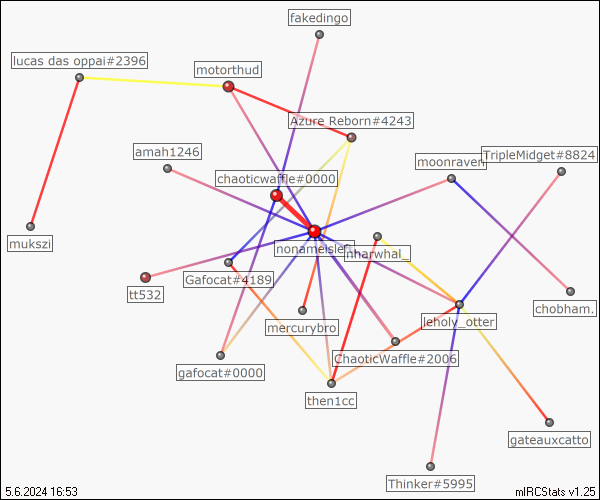 fakedingo
lucas das oppai#2396
motorthud
Azure Reborn#4243
amah1246
moonraven
TripleMidget#8824
chaoticwaffle#0000
mukszi
nonameisleft
nharwhal_
Gafocat#4189
tt532
chobham.
mercurybro
leholy_otter
ChaoticWaffle#2006
gafocat#0000
then1cc
gateauxcatto
Thinker#5995
5.6.2024 16:53
mIRCStats v1.25